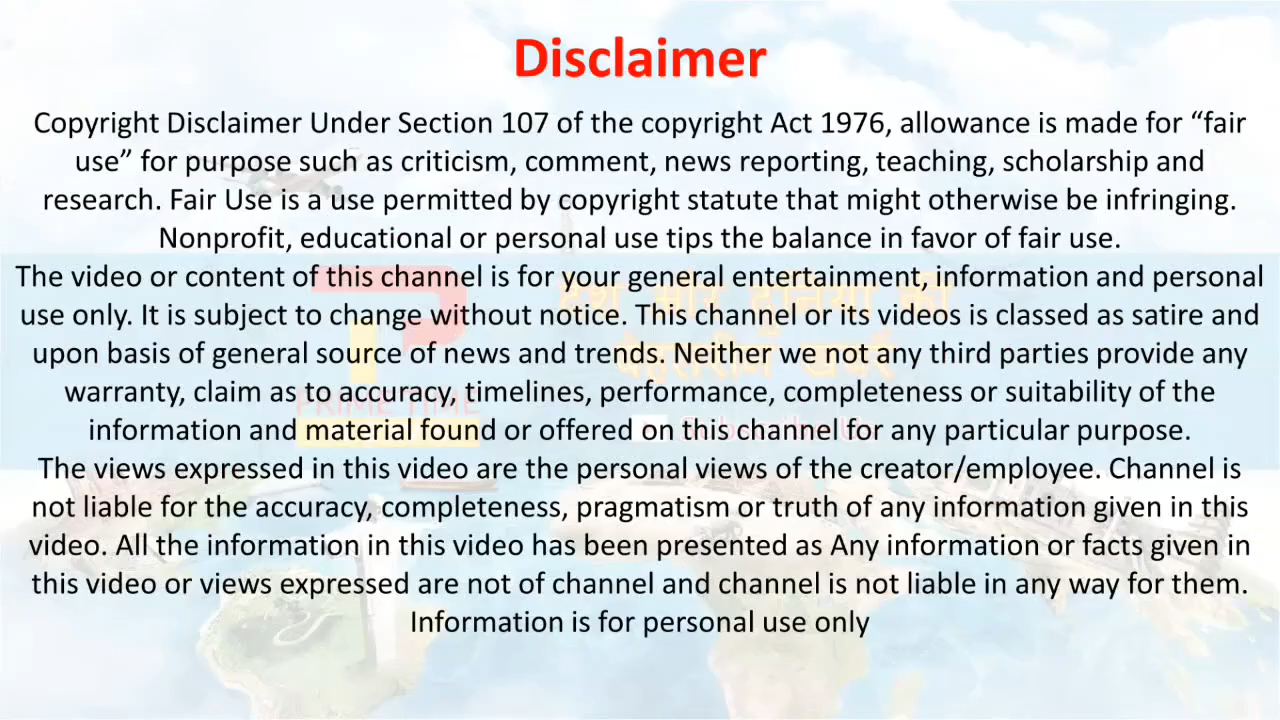 Disclaimer
Copyright Disclaimer Under Section 107 of the copyright Act 1976, allowance is made for “fair
use” for purpose such as criticism, comment, news reporting, teaching, scholarship and
research. Fair Use is a use permitted by copyright statute that might otherwise be infringing.
Nonprofit, educational or personal use tips the balance in favor of fair use.
The video or content of this channel is for your general entertainment, information and personal
use only. It is subject to change without notice. This channel or its videos is classed as satire and
upon basis of general source of news and trends. Neither we not any third parties provide any
warranty, claim as to accuracy, timelines, performance, completeness or suitability of the
information and material found or offered on this channel for any particular purpose.
The views expressed in this video are the personal views of the creator/employee. Channel is
not liable for the accuracy, completeness, pragmatism or truth of any information given in this
video. All the information in this video has been presented as Any information or facts given in
this video or views expressed are not of channel and channel is not liable in any way for them.
Information is for personal use only
देश और दुनिया की
बेहतरीन खबरें
PRIME TIME